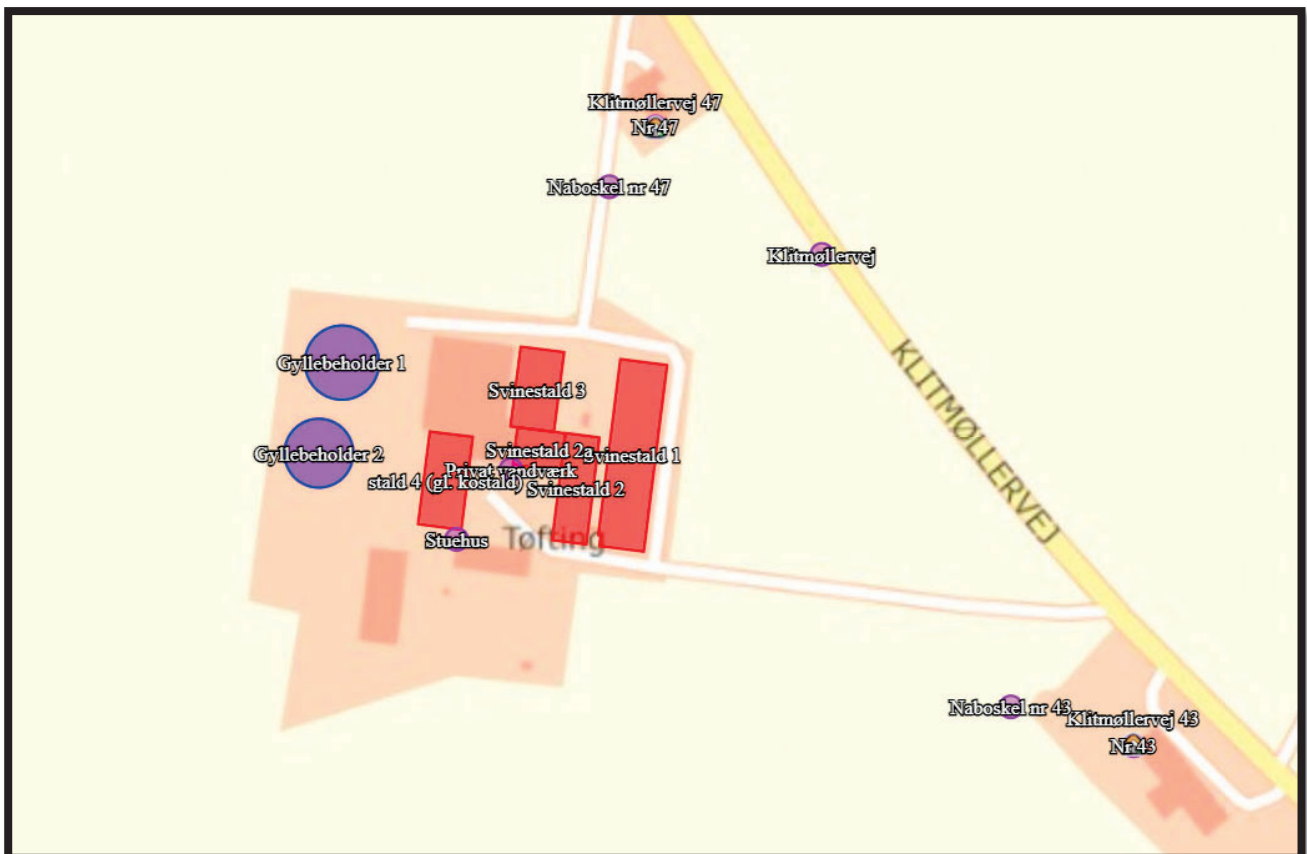 Klitmøllervej 47
Nr 47
Naboskel nr 47
Klitmøllervej
KLITMØLLERVEJ
Gyllebeholder 1
Svinestald 3
Gyllebeholder 2
Svinestald 2a
Svinestald 1
Privat vandværk
stald 4 (gl. kostald)
Svinestald 2
Stuehus
Tøfting
Naboskel nr 43
Klitmøllervej 43
Nr 43